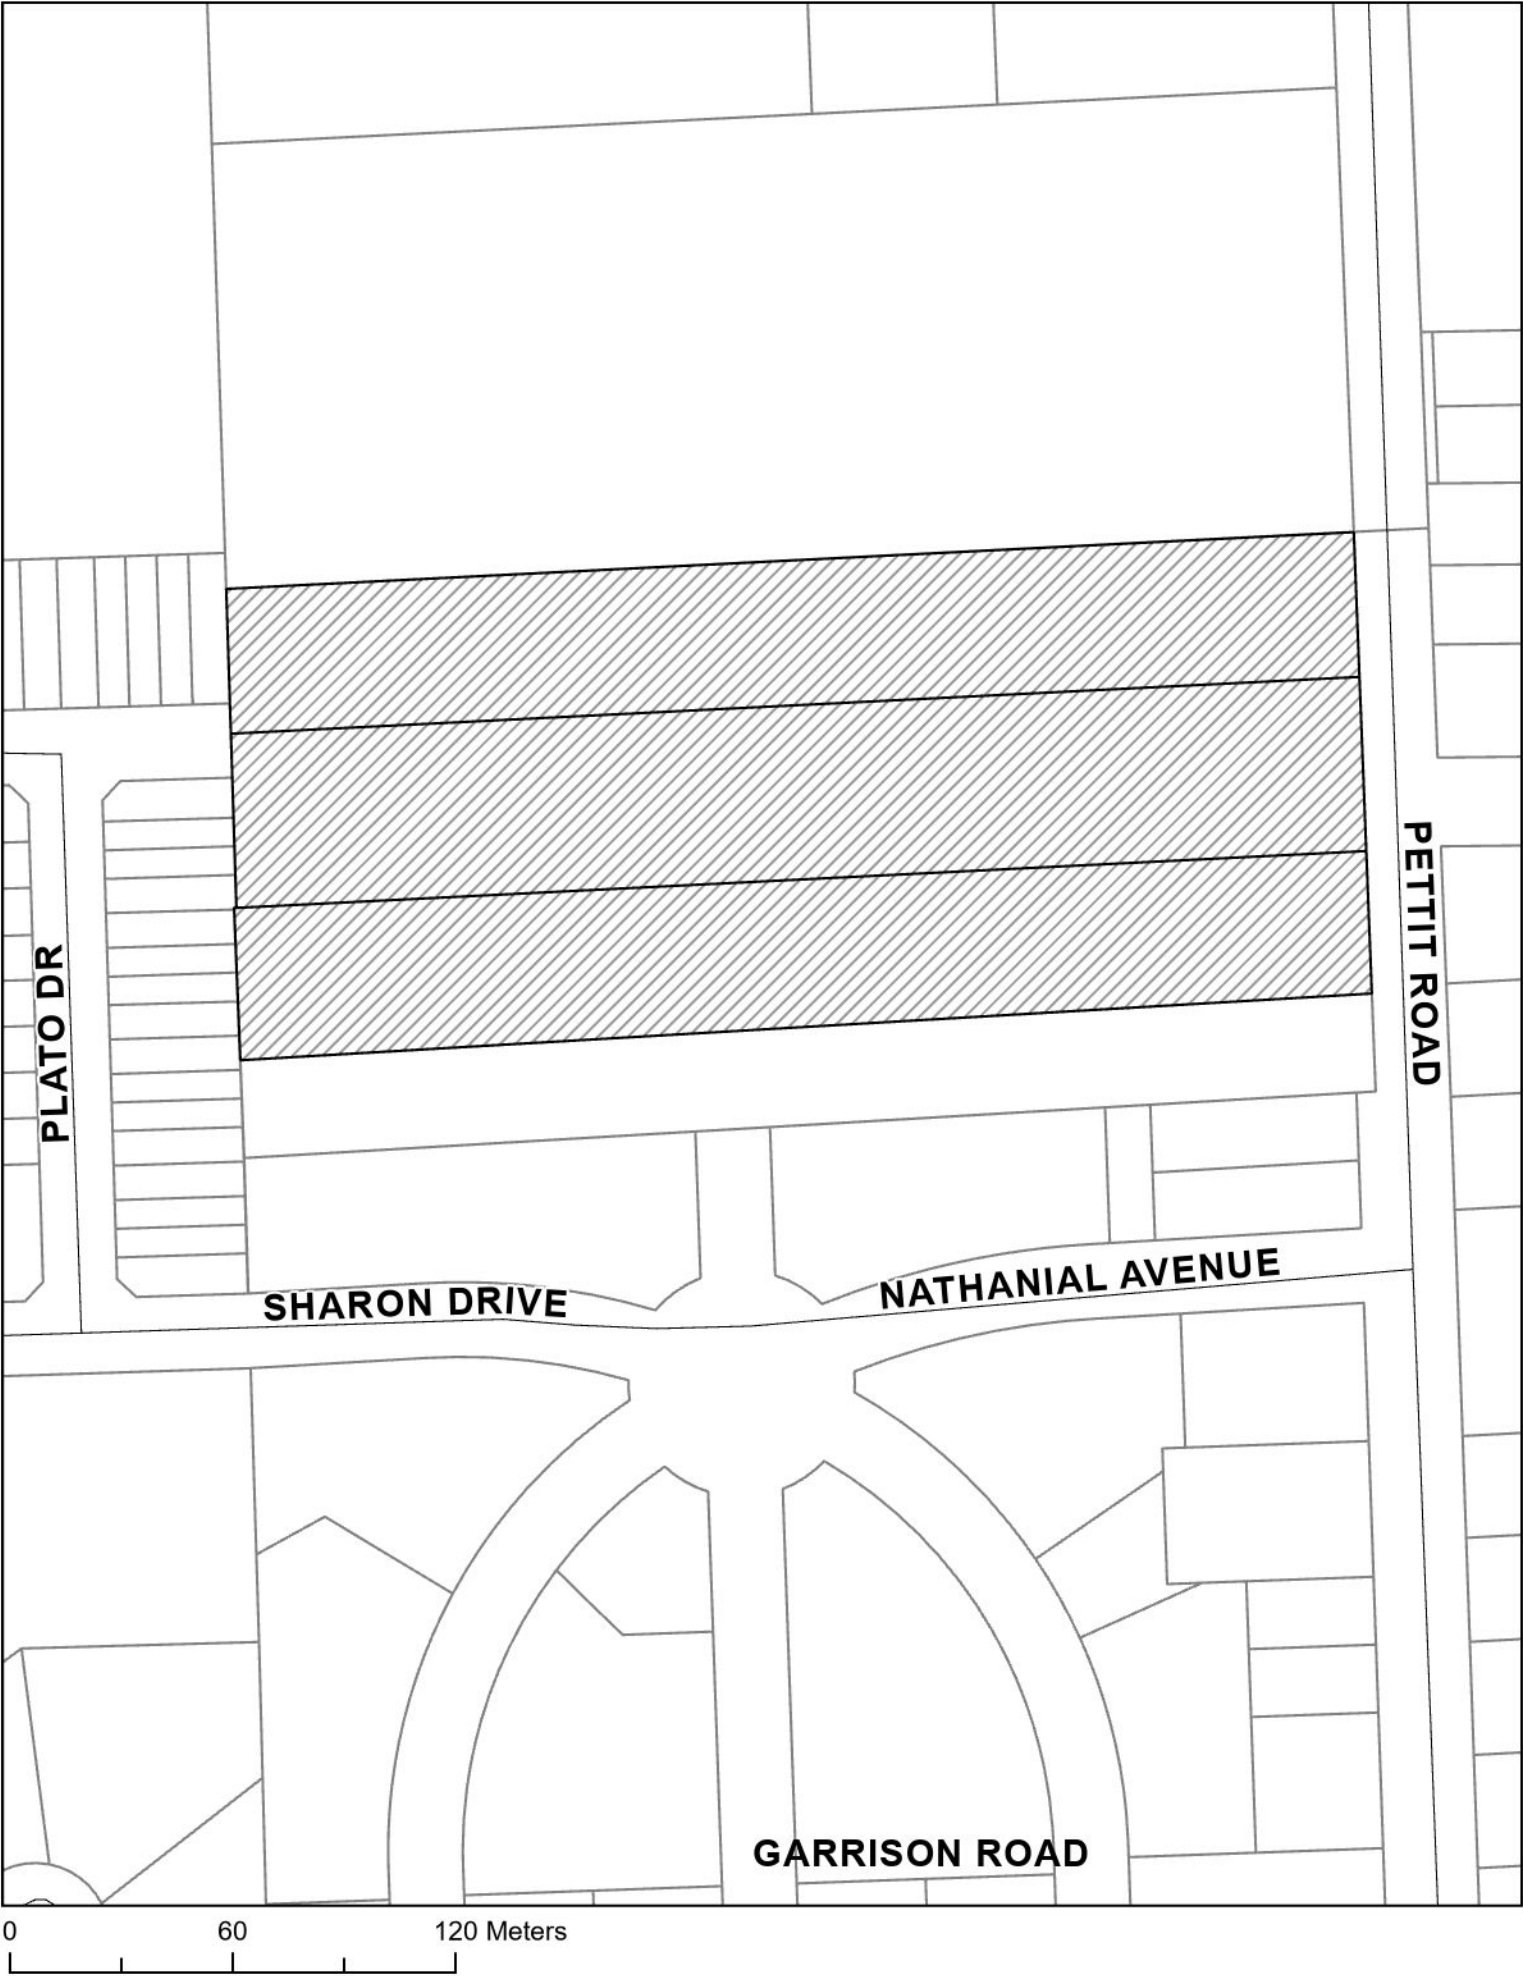 PETTIT ROAD
PLATO DR
SHARON DRIVE
NATHANIAL AVENUE
GARRISON ROAD
0 60 120 Meters